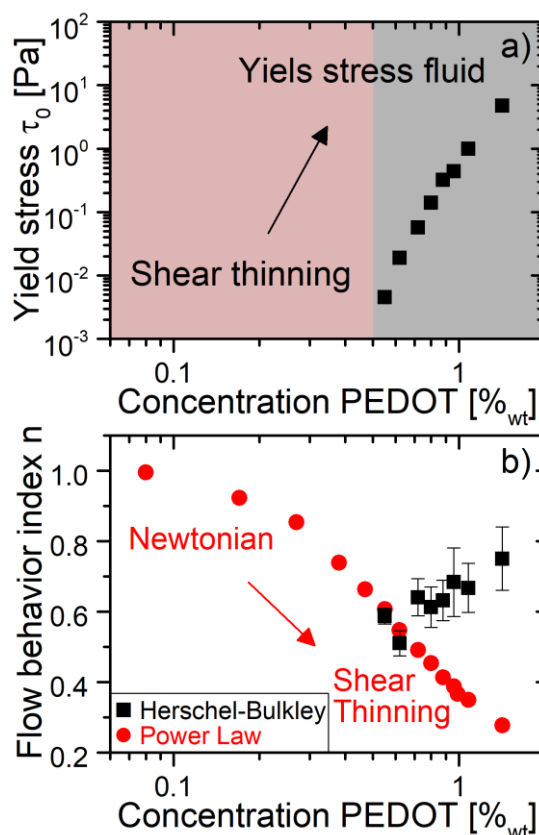 Yield stress τ₀ [Pa]
10²
10¹
10⁰
10⁻¹
10⁻²
10⁻³
a)
Yiels stress fluid
Shear thinning
0.1
1
Concentration PEDOT [%wt]
Flow behavior index n
1.0
0.8
0.6
0.4
0.2
b)
Newtonian
Shear
Thinning
Herschel-Bulkley
Power Law
0.1
1
Concentration PEDOT [%wt]